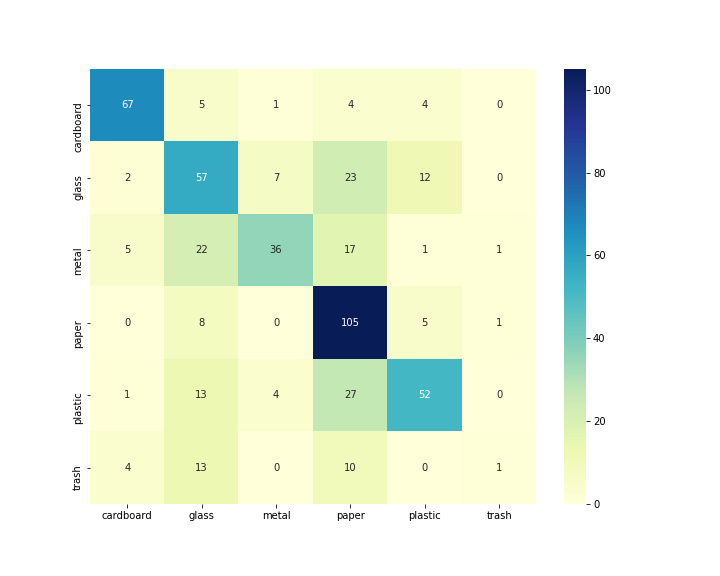 cardboard 67 5 1 4 4 0
glass 2 57 7 23 12 0
metal 5 22 36 17 1 1
paper 0 8 0 105 5 1
plastic 1 13 4 27 52 0
trash 4 13 0 10 0 1
cardboard glass metal paper plastic trash
100
80
60
40
20
0